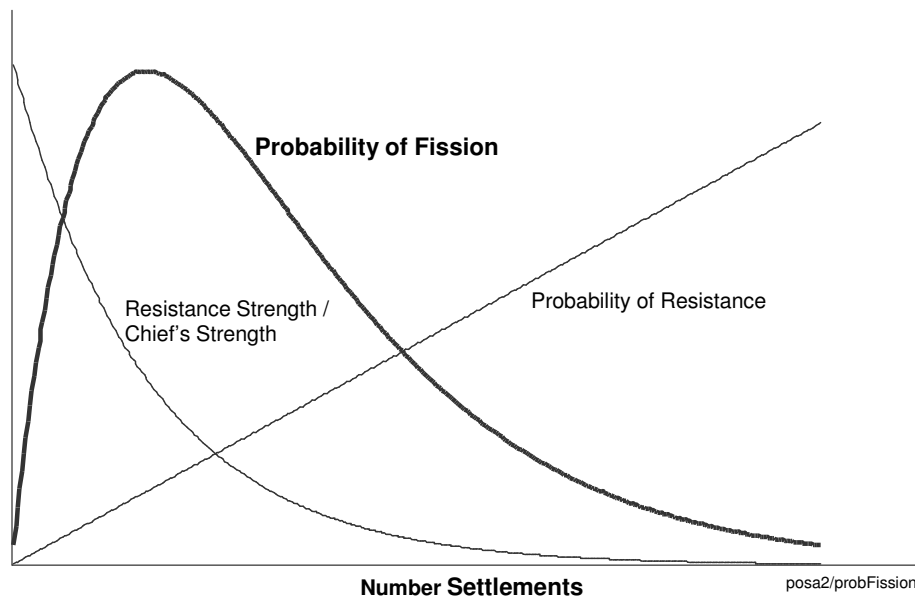 Probability of Fission
Resistance Strength /
Chief's Strength
Probability of Resistance
Number Settlements
posa2/probFission